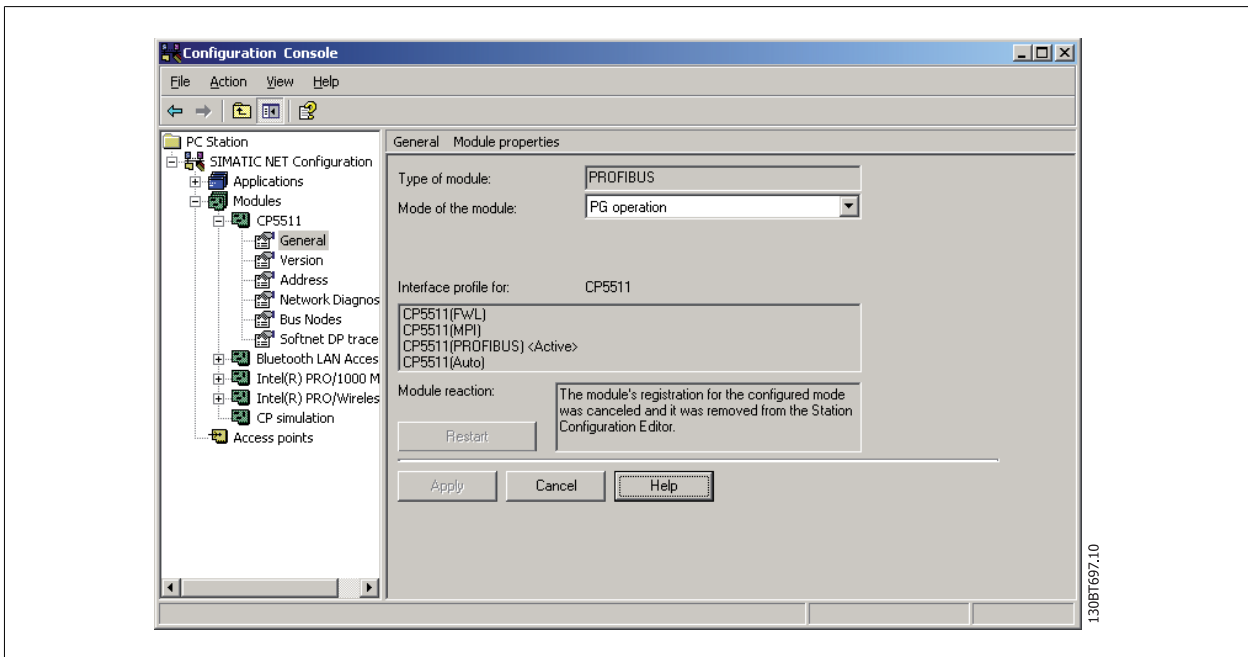 Configuration Console
File Action View Help
PC Station
SIMATIC NET Configuration
Applications
Modules
CP5511
General
Version
Address
Network Diagnos
Bus Nodes
Softnet DP trace
Bluetooth LAN Acces
Intel(R) PRO/1000 M
Intel(R) PRO/Wireles
CP simulation
Access points
General Module properties
Type of module: PROFIBUS
Mode of the module: PG operation
Interface profile for: CP5511
CP5511(FWL)
CP5511(MPI)
CP5511(PROFIBUS) <Active>
CP5511(Auto)
Module reaction:
The module's registration for the configured mode
was canceled and it was removed from the Station
Configuration Editor.
Restart
Apply Cancel Help
130BT697.10